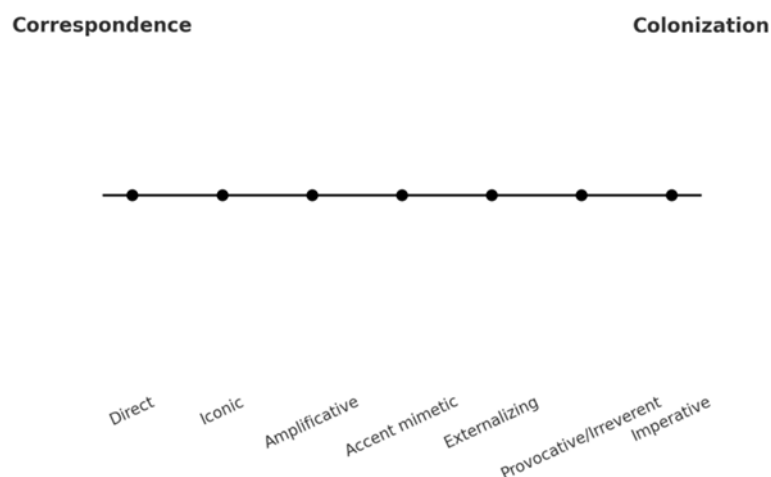 Correspondence
Colonization
Direct
Iconic
Amplificative
Accent mimetic
Externalizing
Provocative/Irreverent
Imperative